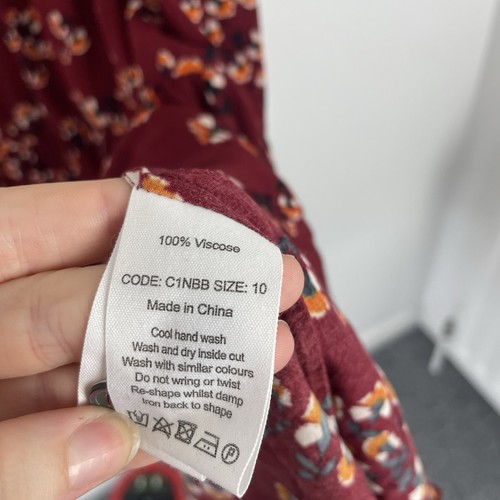 100% Viscose
CODE: C1NBB SIZE: 10
Made in China
Cool hand wash
Wash and dry inside out
Wash with similar colours
Do not wring or twist
Re-shape whilst damp
Iron back to shape
P